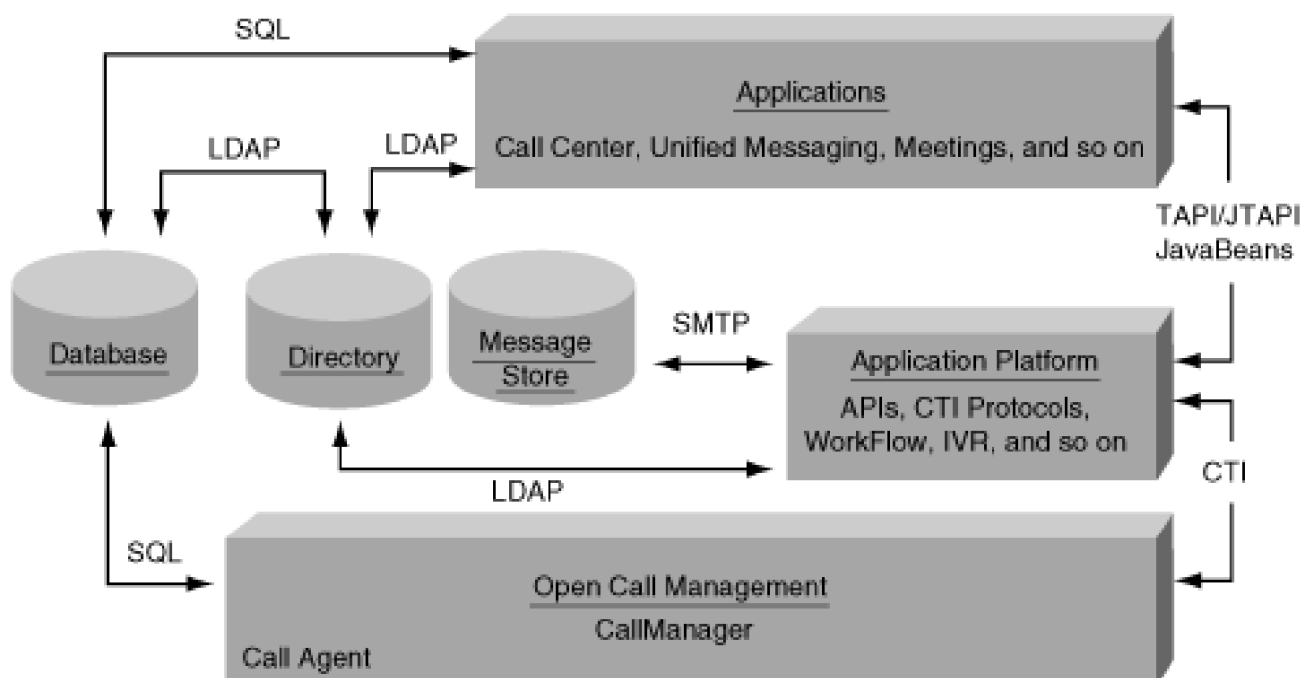 SQL
Applications
LDAP
LDAP
Call Center, Unified Messaging, Meetings, and so on
TAPI/JTAPI
JavaBeans
Database
Directory
Message
Store
SMTP
Application Platform
APIs, CTI Protocols,
WorkFlow, IVR, and so on
LDAP
CTI
SQL
Open Call Management
CallManager
Call Agent